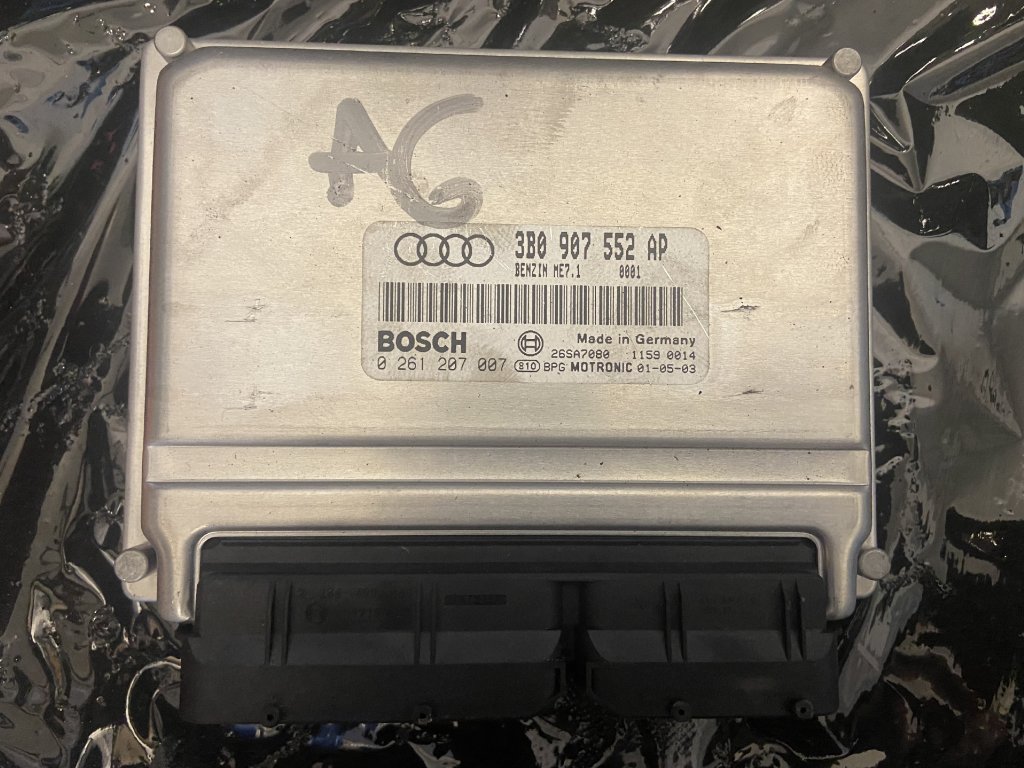 A6
3B0 907 552 AP
BENZIN ME7.1 0001
BOSCH Made in Germany
26SA7080 1159 0014
0 261 207 007 810 BPG MOTRONIC 01-05-03